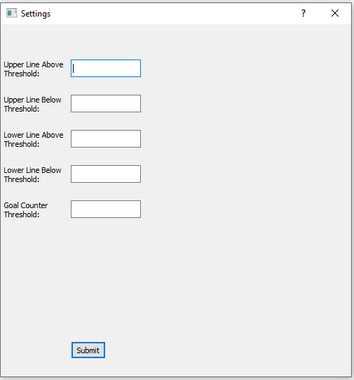 Settings
?
Upper Line Above
Threshold:
Upper Line Below
Threshold:
Lower Line Above
Threshold:
Lower Line Below
Threshold:
Goal Counter
Threshold:
Submit